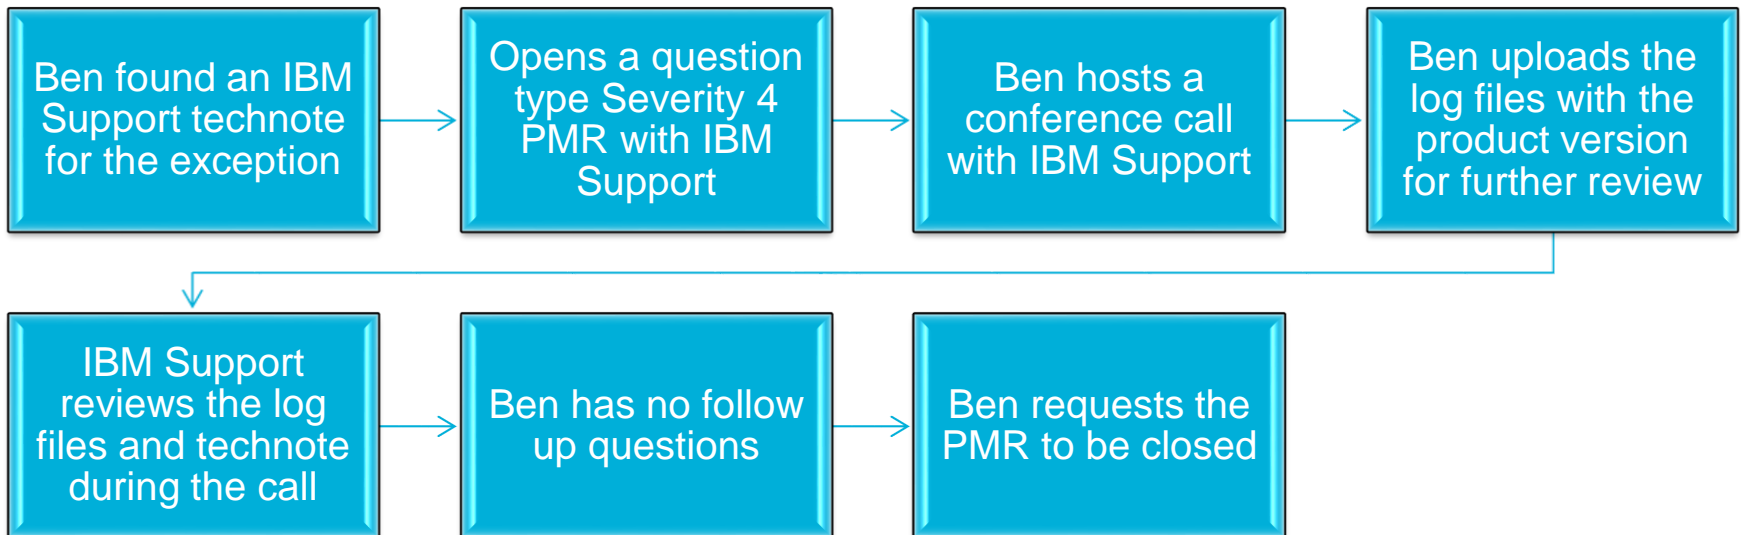 Ben found an IBM
Support technote
for the exception
Opens a question
type Severity 4
PMR with IBM
Support
Ben hosts a
conference call
with IBM Support
Ben uploads the
log files with the
product version
for further review
IBM Support
reviews the log
files and technote
during the call
Ben has no follow
up questions
Ben requests the
PMR to be closed